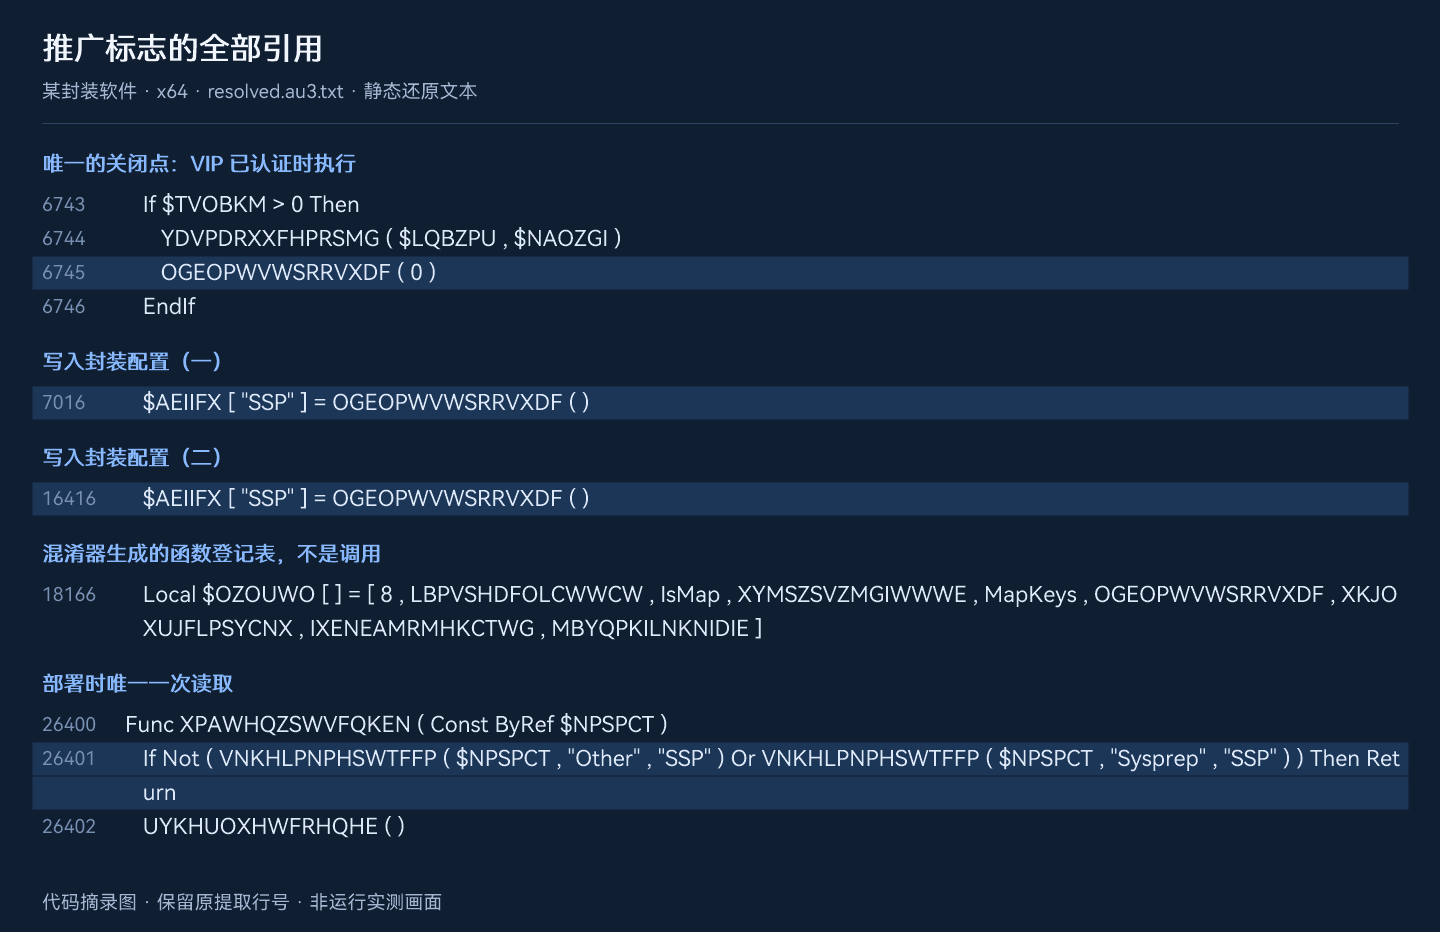 推广标志的全部引用
某封装软件 · x64 · resolved.au3.txt · 静态还原文本
唯一的关闭点：VIP 已认证时执行
6743 If $TVOBKM > 0 Then
6744 YDVPDRXXFHPRSMG ( $LQBZPU , $NAOZGI )
6745 OGEOPWVWSRRVXDF ( 0 )
6746 EndIf
写入封装配置（一）
7016 $AEIIFX [ "SSP" ] = OGEOPWVWSRRVXDF ( )
写入封装配置（二）
16416 $AEIIFX [ "SSP" ] = OGEOPWVWSRRVXDF ( )
混淆器生成的函数登记表，不是调用
18166 Local $OZOUWO [ ] = [ 8 , LBPVSHDFOLCWWCW , IsMap , XYMSZSVZMGIWWWE , MapKeys , OGEOPWVWSRRVXDF , XKJO
XUJFLPSYCNX , IXENEAMRMHKCTWG , MBYQPKILNKNIDIE ]
部署时唯一一次读取
26400 Func XPAWHQZSWVFQKEN ( Const ByRef $NPSPCT )
26401 If Not ( VNKHLPNPHSWTFFP ( $NPSPCT , "Other" , "SSP" ) Or VNKHLPNPHSWTFFP ( $NPSPCT , "Sysprep" , "SSP" ) ) Then Ret
urn
26402 UYKHUOXHWFRHQHE ( )
代码摘录图 · 保留原提取行号 · 非运行实测画面